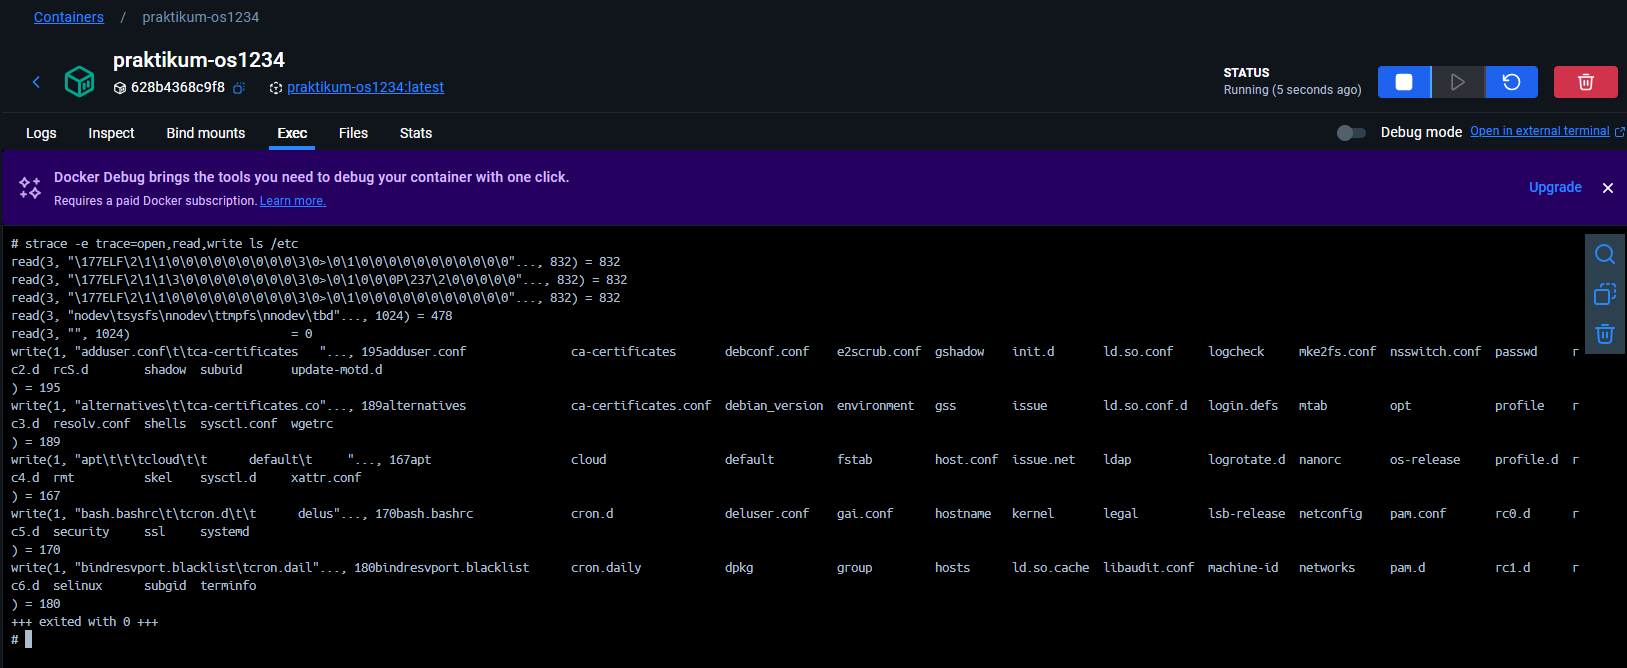 Containers / praktikum-os1234
praktikum-os1234
628b4368c9f8 praktikum-os1234:latest
STATUS
Running (5 seconds ago)
Logs Inspect Bind mounts Exec Files Stats
Debug mode Open in external terminal
Docker Debug brings the tools you need to debug your container with one click.
Requires a paid Docker subscription. Learn more.
Upgrade
# strace -e trace=open,read,write ls /etc
read(3, "\177ELF\2\1\1\0\0\0\0\0\0\0\0\0\3\0>\0\1\0\0\0\0\0\0\0\0\0\0\0"..., 832) = 832
read(3, "\177ELF\2\1\1\3\0\0\0\0\0\0\0\0\3\0>\0\1\0\0\0P\237\2\0\0\0\0\0"..., 832) = 832
read(3, "\177ELF\2\1\1\0\0\0\0\0\0\0\0\0\3\0>\0\1\0\0\0\0\0\0\0\0\0\0\0"..., 832) = 832
read(3, "nodev\tsysfs\nnodev\ttmpfs\nnodev\tbd"..., 1024) = 478
read(3, "", 1024) = 0
write(1, "adduser.conf\t\tca-certificates   "..., 195adduser.conf ca-certificates debconf.conf e2scrub.conf gshadow init.d ld.so.conf logcheck mke2fs.conf nsswitch.conf passwd r
c2.d rcS.d shadow subuid update-motd.d
) = 195
write(1, "alternatives\t\tca-certificates.co"..., 189alternatives ca-certificates.conf debian_version environment gss issue ld.so.conf.d login.defs mtab opt profile r
c3.d resolv.conf shells sysctl.conf wgetrc
) = 189
write(1, "apt\t\t\t\tcloud\t\t      default\t     "..., 167apt cloud default fstab host.conf issue.net ldap logrotate.d nanorc os-release profile.d r
c4.d rmt skel sysctl.d xattr.conf
) = 167
write(1, "bash.bashrc\t\tcron.d\t\t      delus"..., 170bash.bashrc cron.d deluser.conf gai.conf hostname kernel legal lsb-release netconfig pam.conf rc0.d r
c5.d security ssl systemd
) = 170
write(1, "bindresvport.blacklist\tcron.dail"..., 180bindresvport.blacklist cron.daily dpkg group hosts ld.so.cache libaudit.conf machine-id networks pam.d rc1.d r
c6.d selinux subgid terminfo
) = 180
+++ exited with 0 +++
#